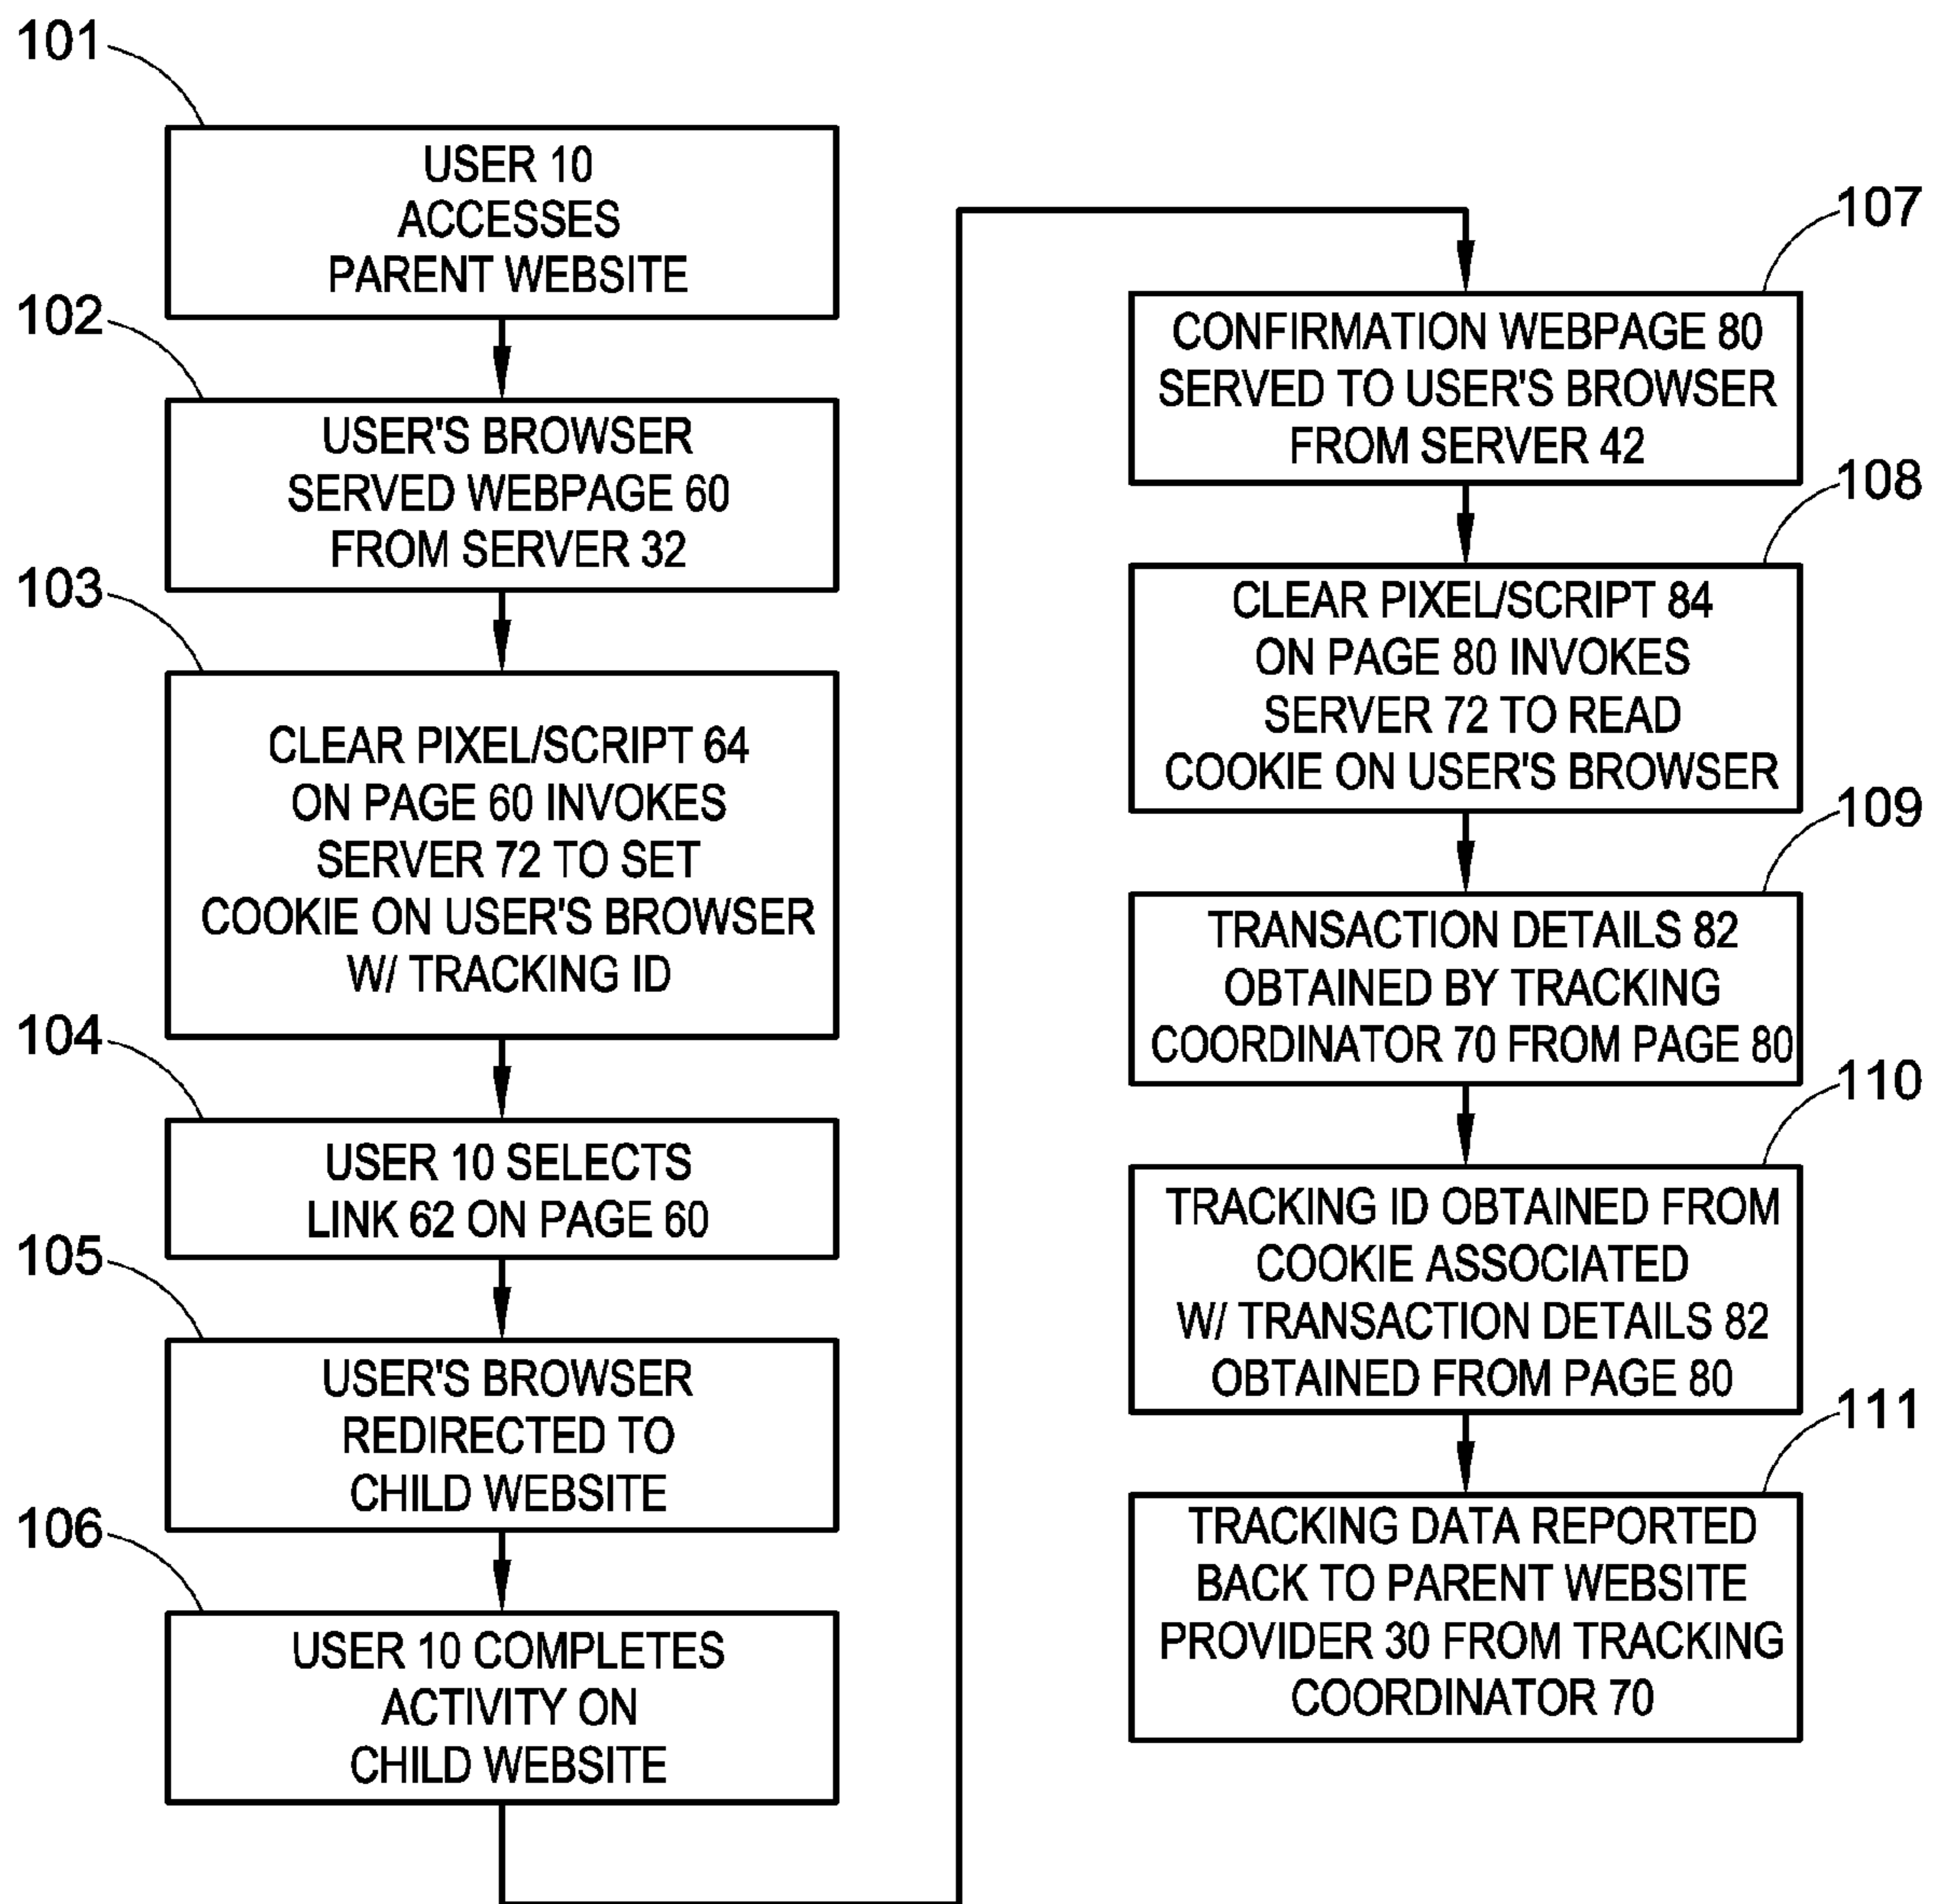 101
USER 10
ACCESSES
PARENT WEBSITE
102
USER'S BROWSER
SERVED WEBPAGE 60
FROM SERVER 32
103
CLEAR PIXEL/SCRIPT 64
ON PAGE 60 INVOKES
SERVER 72 TO SET
COOKIE ON USER'S BROWSER
W/ TRACKING ID
104
USER 10 SELECTS
LINK 62 ON PAGE 60
105
USER'S BROWSER
REDIRECTED TO
CHILD WEBSITE
106
USER 10 COMPLETES
ACTIVITY ON
CHILD WEBSITE
107
CONFIRMATION WEBPAGE 80
SERVED TO USER'S BROWSER
FROM SERVER 42
108
CLEAR PIXEL/SCRIPT 84
ON PAGE 80 INVOKES
SERVER 72 TO READ
COOKIE ON USER'S BROWSER
109
TRANSACTION DETAILS 82
OBTAINED BY TRACKING
COORDINATOR 70 FROM PAGE 80
110
TRACKING ID OBTAINED FROM
COOKIE ASSOCIATED
W/ TRANSACTION DETAILS 82
OBTAINED FROM PAGE 80
111
TRACKING DATA REPORTED
BACK TO PARENT WEBSITE
PROVIDER 30 FROM TRACKING
COORDINATOR 70